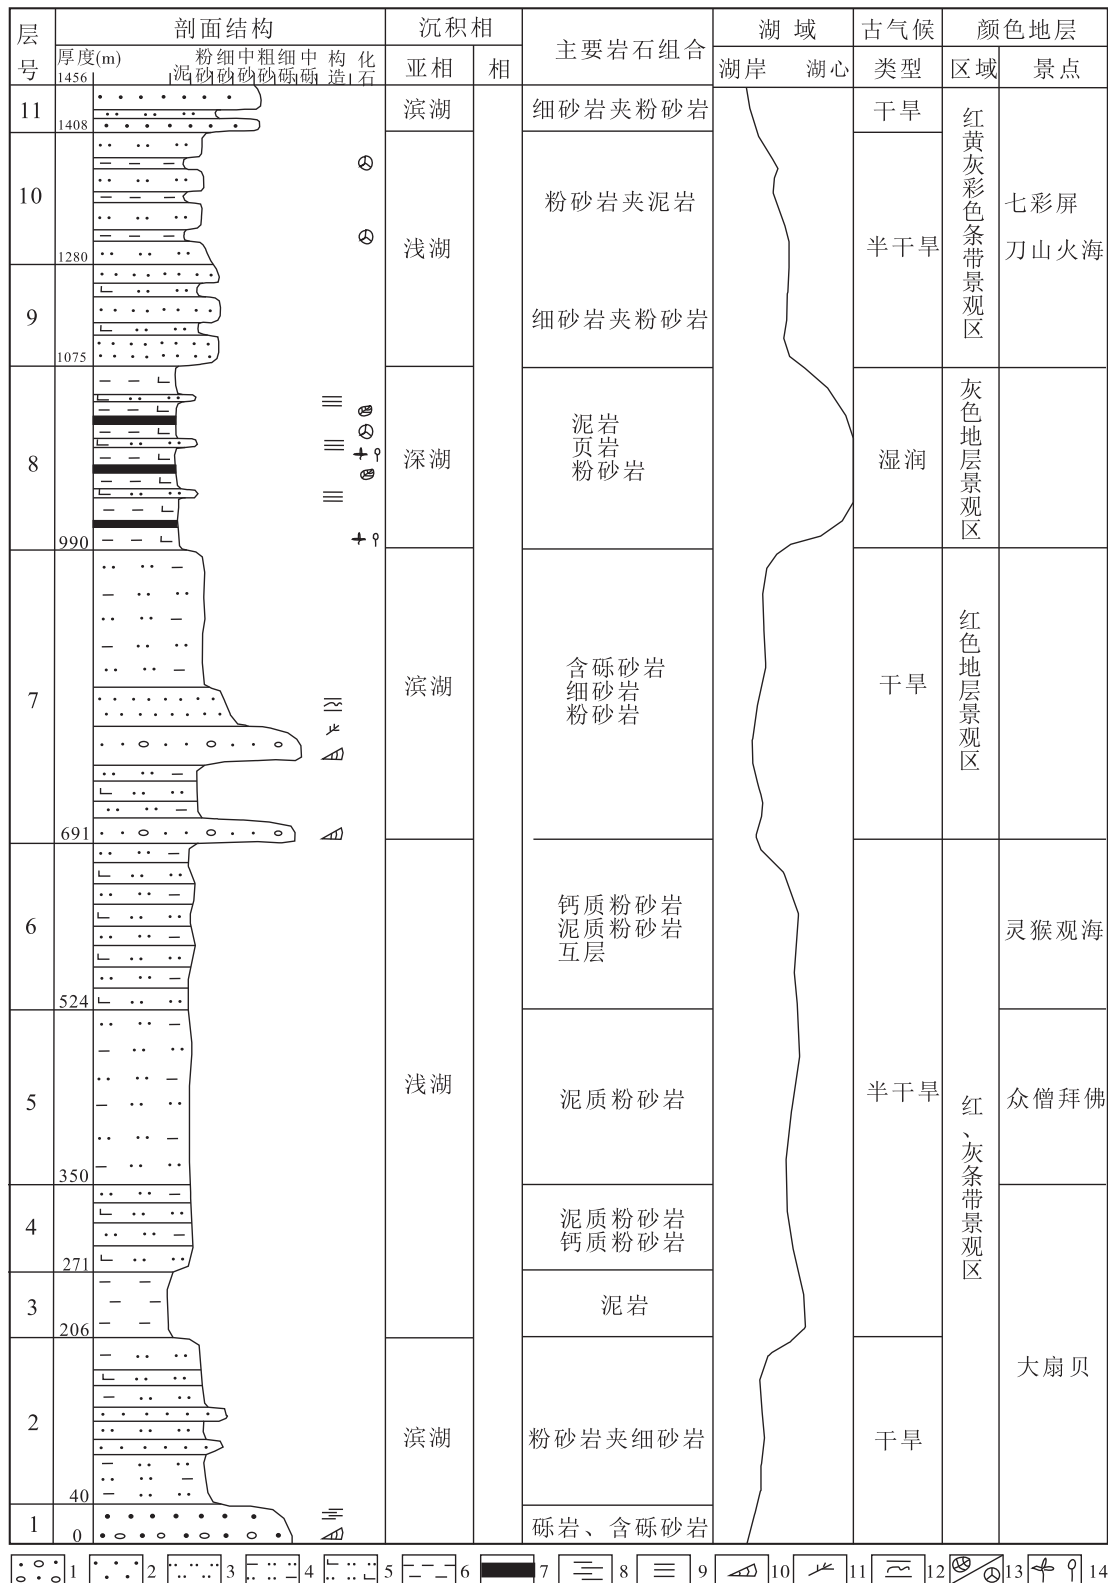 层号
剖面结构
沉积相
主要岩石组合
湖 域
古气候
颜色地层
厚度(m)
泥
粉砂
细砂
中砂
粗砂
细砾
中砾
构造
化石
亚相
相
湖岸
湖心
类型
区域
景点
1456
11
滨湖
细砂岩夹粉砂岩
干旱
红黄灰彩色条带景观区
1408
10
浅湖
粉砂岩夹泥岩
半干旱
七彩屏
刀山火海
1280
9
细砂岩夹粉砂岩
1075
8
深湖
泥岩
页岩
粉砂岩
湿润
灰色地层景观区
990
7
滨湖
含砾砂岩
细砂岩
粉砂岩
干旱
红色地层景观区
691
6
钙质粉砂岩
泥质粉砂岩
互层
灵猴观海
524
5
浅湖
泥质粉砂岩
半干旱
红、灰条带景观区
众僧拜佛
350
4
泥质粉砂岩
钙质粉砂岩
271
3
泥岩
206
大扇贝
2
滨湖
粉砂岩夹细砂岩
干旱
40
1
砾岩、含砾砂岩
0
1 2 3 4 5 6 7 8 9 10 11 12 13 14